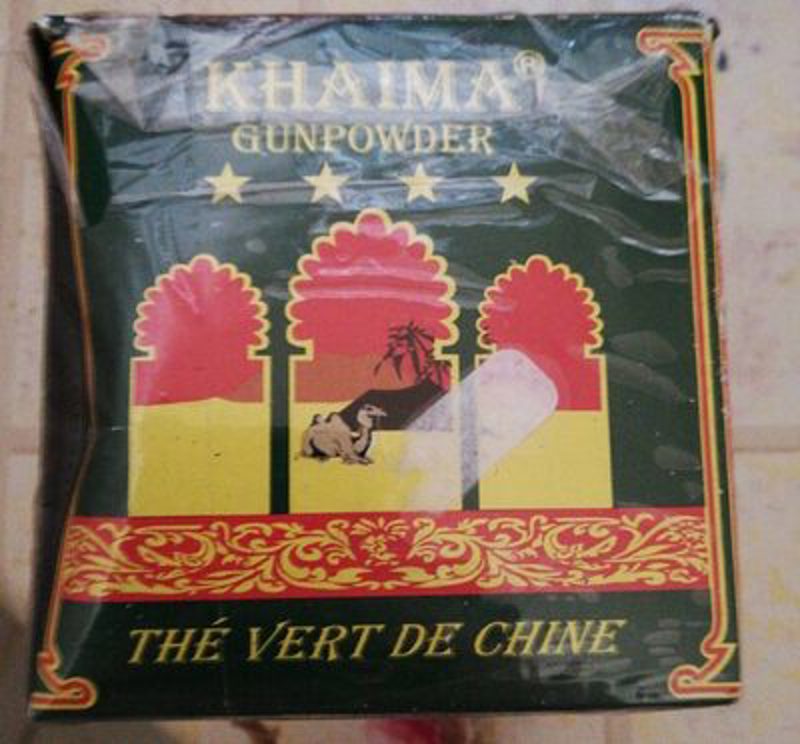 KHAIMA®
GUNPOWDER
THÉ VERT DE CHINE